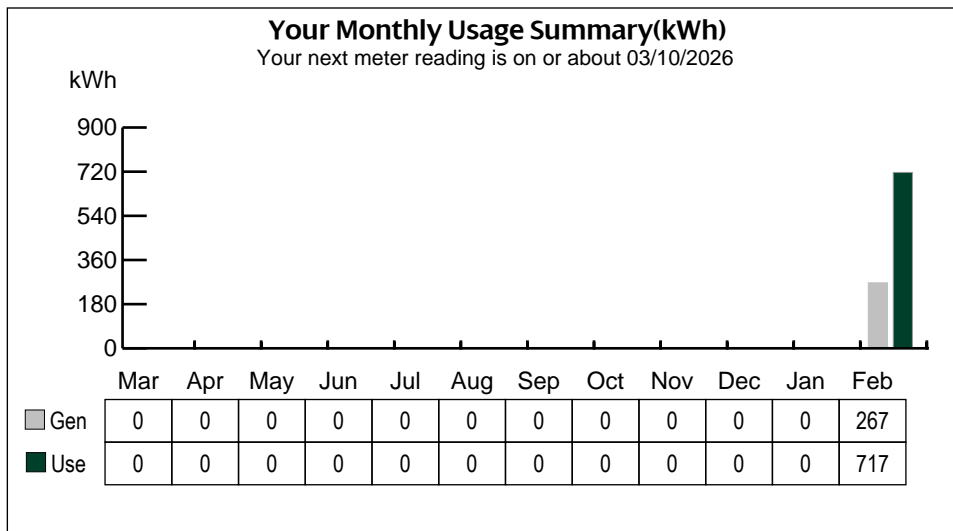 Your Monthly Usage Summary(kWh)
Your next meter reading is on or about 03/10/2026
kWh
900
720
540
360
180
0
Mar Apr May Jun Jul Aug Sep Oct Nov Dec Jan Feb
Gen 0 0 0 0 0 0 0 0 0 0 0 267
Use 0 0 0 0 0 0 0 0 0 0 0 717